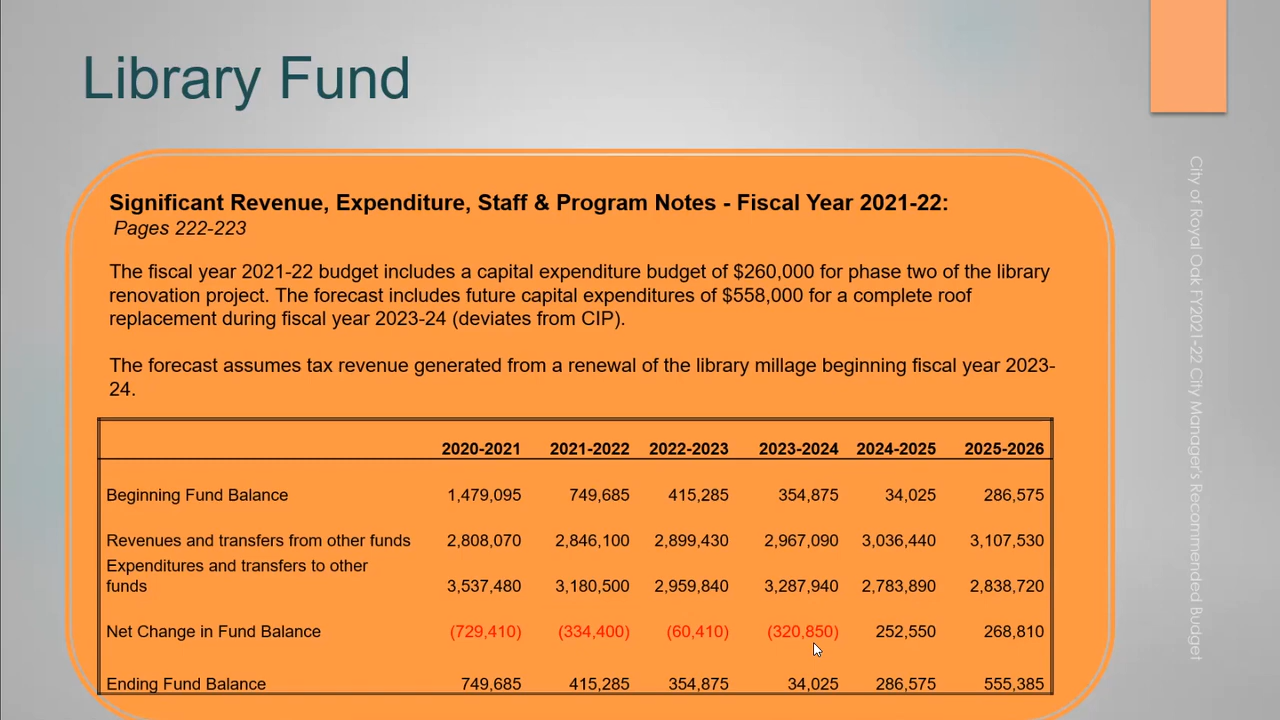 Library Fund
Significant Revenue, Expenditure, Staff & Program Notes - Fiscal Year 2021-22:
Pages 222-223
The fiscal year 2021-22 budget includes a capital expenditure budget of $260,000 for phase two of the library
renovation project. The forecast includes future capital expenditures of $558,000 for a complete roof
replacement during fiscal year 2023-24 (deviates from CIP).
The forecast assumes tax revenue generated from a renewal of the library millage beginning fiscal year 2023-
24.
2020-2021 2021-2022 2022-2023 2023-2024 2024-2025 2025-2026
Beginning Fund Balance 1,479,095 749,685 415,285 354,875 34,025 286,575
Revenues and transfers from other funds 2,808,070 2,846,100 2,899,430 2,967,090 3,036,440 3,107,530
Expenditures and transfers to other
funds 3,537,480 3,180,500 2,959,840 3,287,940 2,783,890 2,838,720
Net Change in Fund Balance (729,410) (334,400) (60,410) (320,850) 252,550 268,810
Ending Fund Balance 749,685 415,285 354,875 34,025 286,575 555,385
City of Royal Oak FY2021-22 City Manager's Recommended Budget